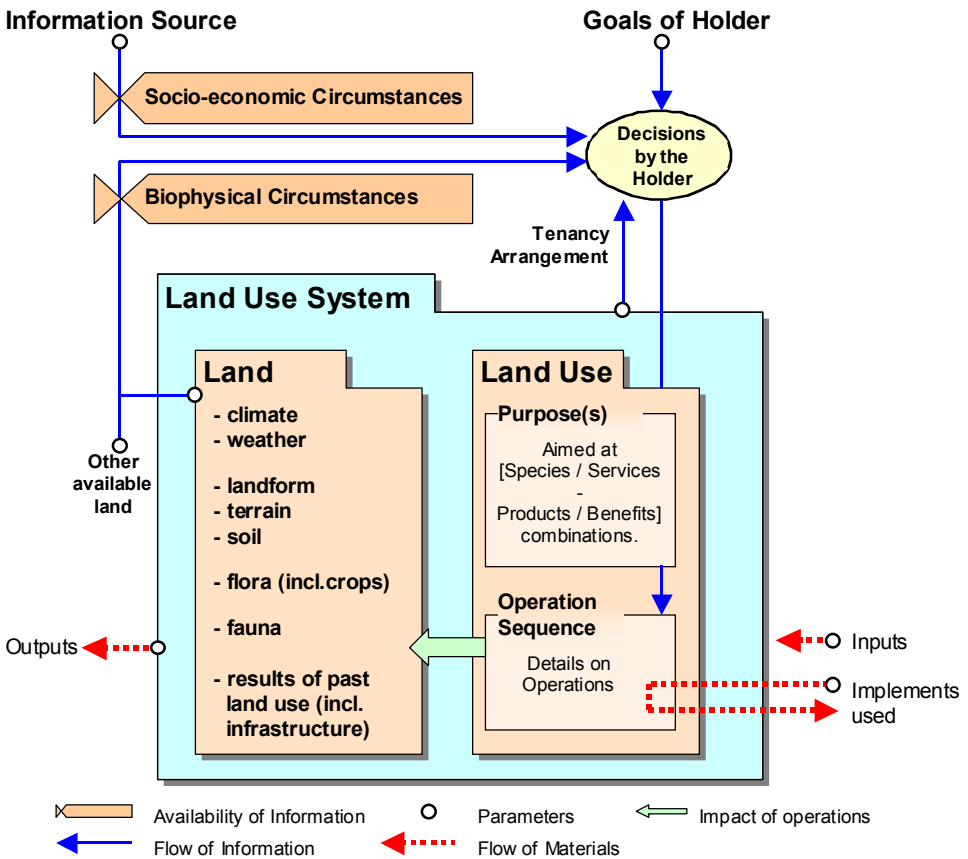 Information Source
Goals of Holder
Socio-economic Circumstances
Decisions
by the
Holder
Biophysical Circumstances
Tenancy
Arrangement
Land Use System
Land
- climate
- weather
- landform
- terrain
- soil
- flora (incl.crops)
- fauna
- results of past
land use (incl.
infrastructure)
Other
available
land
Land Use
Purpose(s)
Aimed at
[Species / Services
-
Products / Benefits]
combinations.
Operation
Sequence
Details on
Operations
Outputs
Inputs
Implements
used
Availability of Information
Parameters
Impact of operations
Flow of Information
Flow of Materials